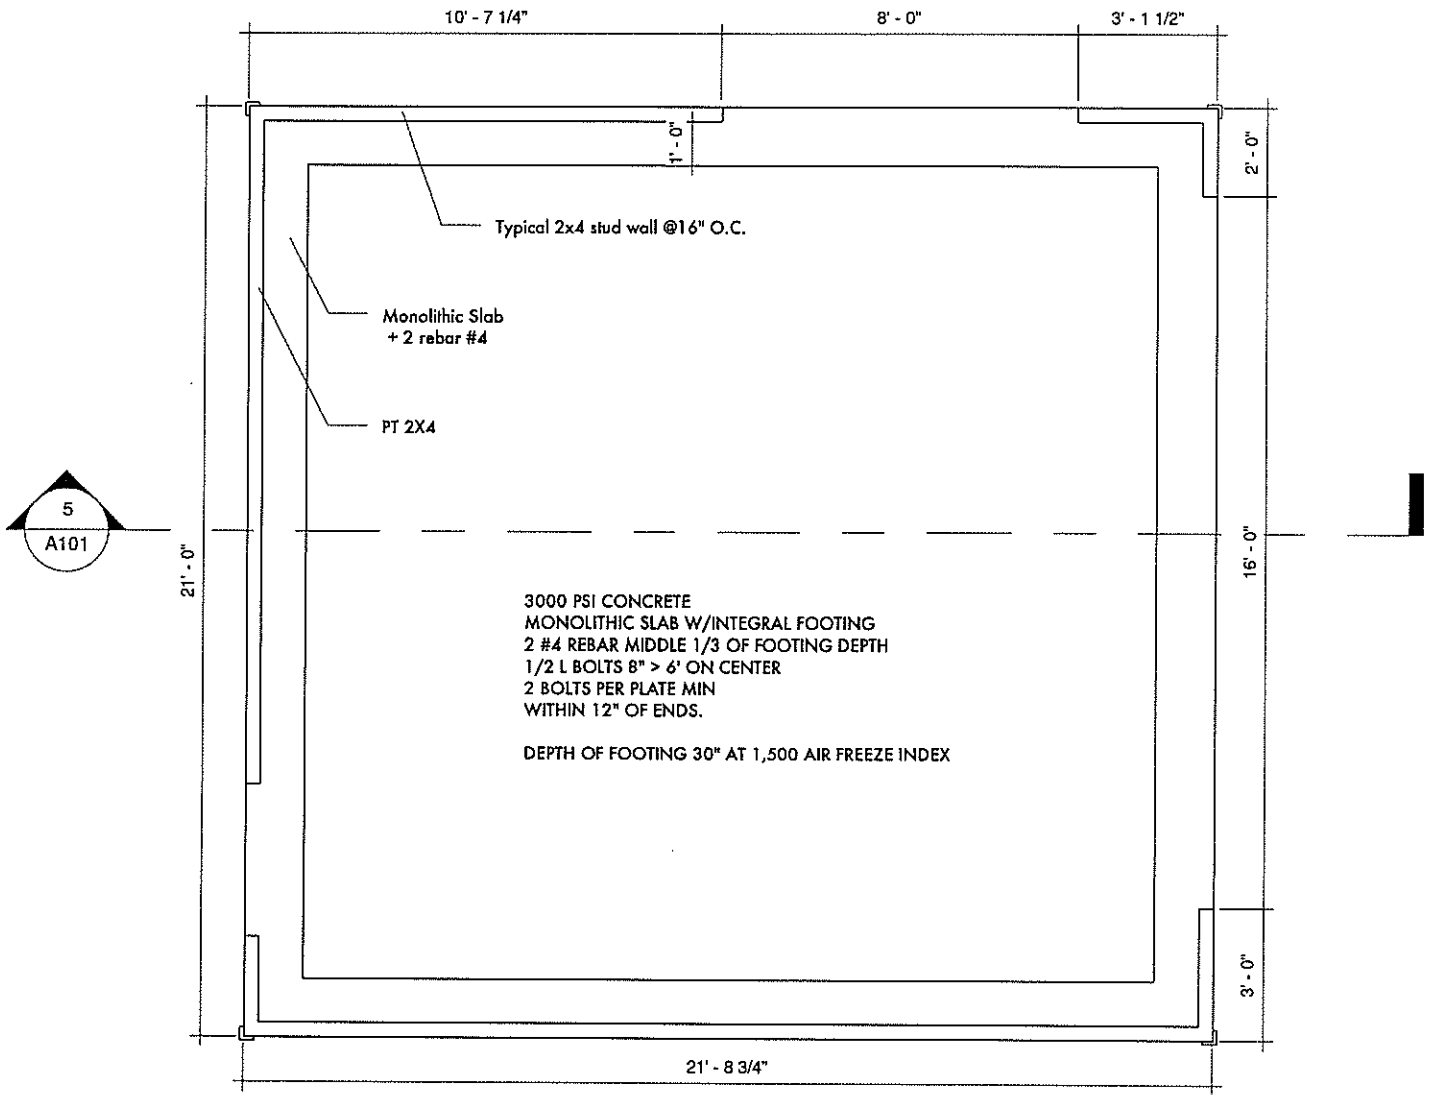 10' - 7 1/4"
8' - 0"
3' - 1 1/2"
1' - 0"
2' - 0"
Typical 2x4 stud wall @16" O.C.
Monolithic Slab
+ 2 rebar #4
PT 2X4
5
A101
21' - 0"
16' - 0"
3000 PSI CONCRETE
MONOLITHIC SLAB W/INTEGRAL FOOTING
2 #4 REBAR MIDDLE 1/3 OF FOOTING DEPTH
1/2 L BOLTS 8" > 6' ON CENTER
2 BOLTS PER PLATE MIN
WITHIN 12" OF ENDS.
DEPTH OF FOOTING 30" AT 1,500 AIR FREEZE INDEX
3' - 0"
21' - 8 3/4"